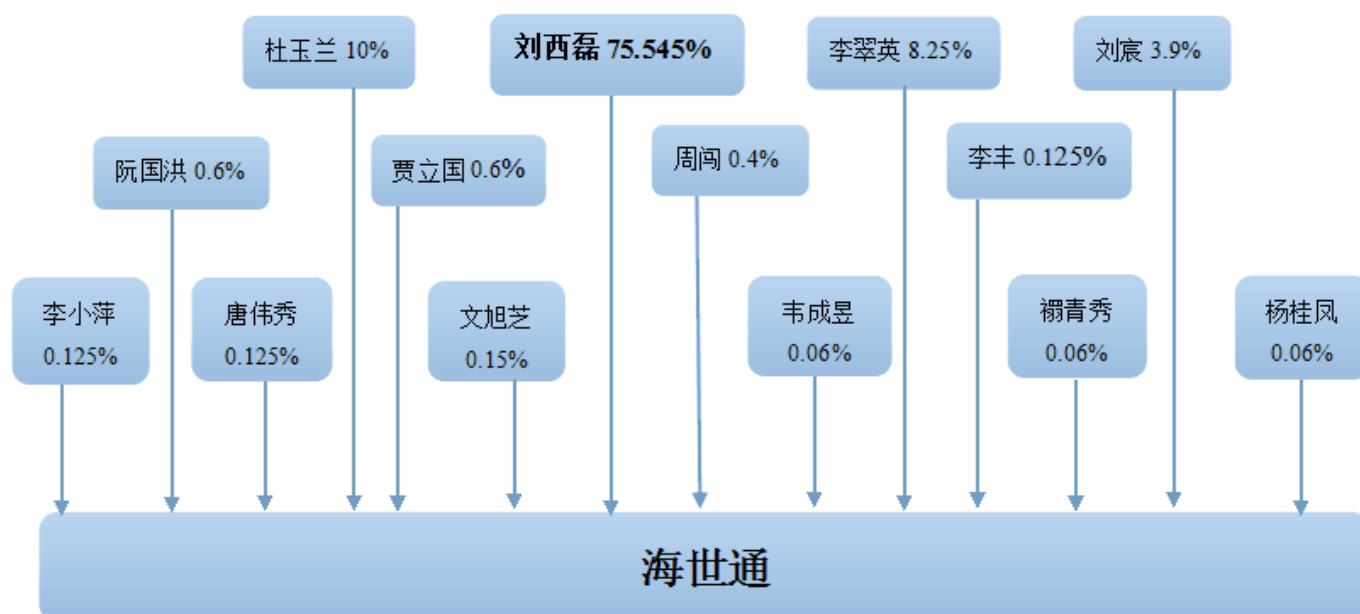 杜玉兰 10%
刘西磊 75.545%
李翠英 8.25%
刘宸 3.9%
阮国洪 0.6%
贾立国 0.6%
周闯 0.4%
李丰 0.125%
李小萍
0.125%
唐伟秀
0.125%
文旭芝
0.15%
韦成昱
0.06%
禤青秀
0.06%
杨桂凤
0.06%
海世通